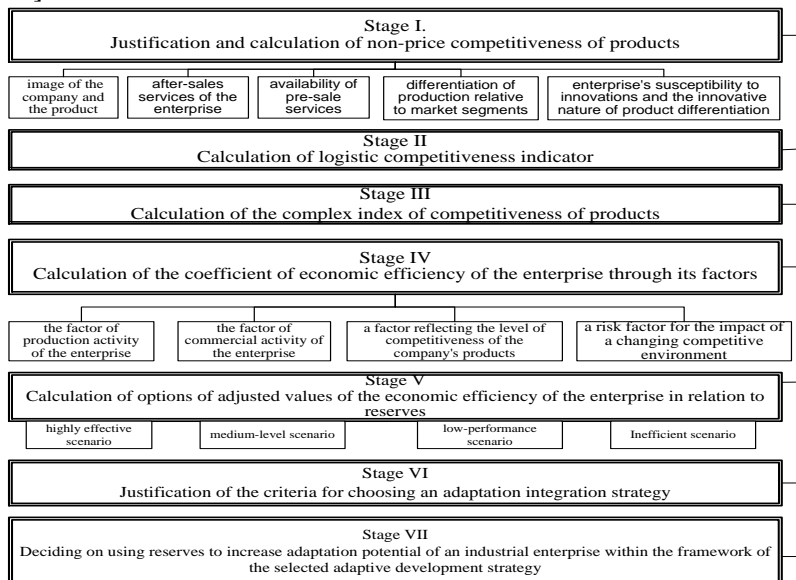 Stage I.
Justification and calculation of non-price competitiveness of products
image of the
company and
the product
after-sales
services of the
enterprise
availability of
pre-sale
services
differentiation of
production relative
to market segments
enterprise's susceptibility to
innovations and the innovative
nature of product differentiation
Stage II
Calculation of logistic competitiveness indicator
Stage III
Calculation of the complex index of competitiveness of products
Stage IV
Calculation of the coefficient of economic efficiency of the enterprise through its factors
the factor of
production activity
of the enterprise
the factor of
commercial activity of
the enterprise
a factor reflecting the level of
competitiveness of the
company's products
a risk factor for the impact of
a changing competitive
environment
Stage V
Calculation of options of adjusted values of the economic efficiency of the enterprise in relation to
reserves
highly effective
scenario
medium-level scenario
low-performance
scenario
Inefficient scenario
Stage VI
Justification of the criteria for choosing an adaptation integration strategy
Stage VII
Deciding on using reserves to increase adaptation potential of an industrial enterprise within the framework of
the selected adaptive development strategy